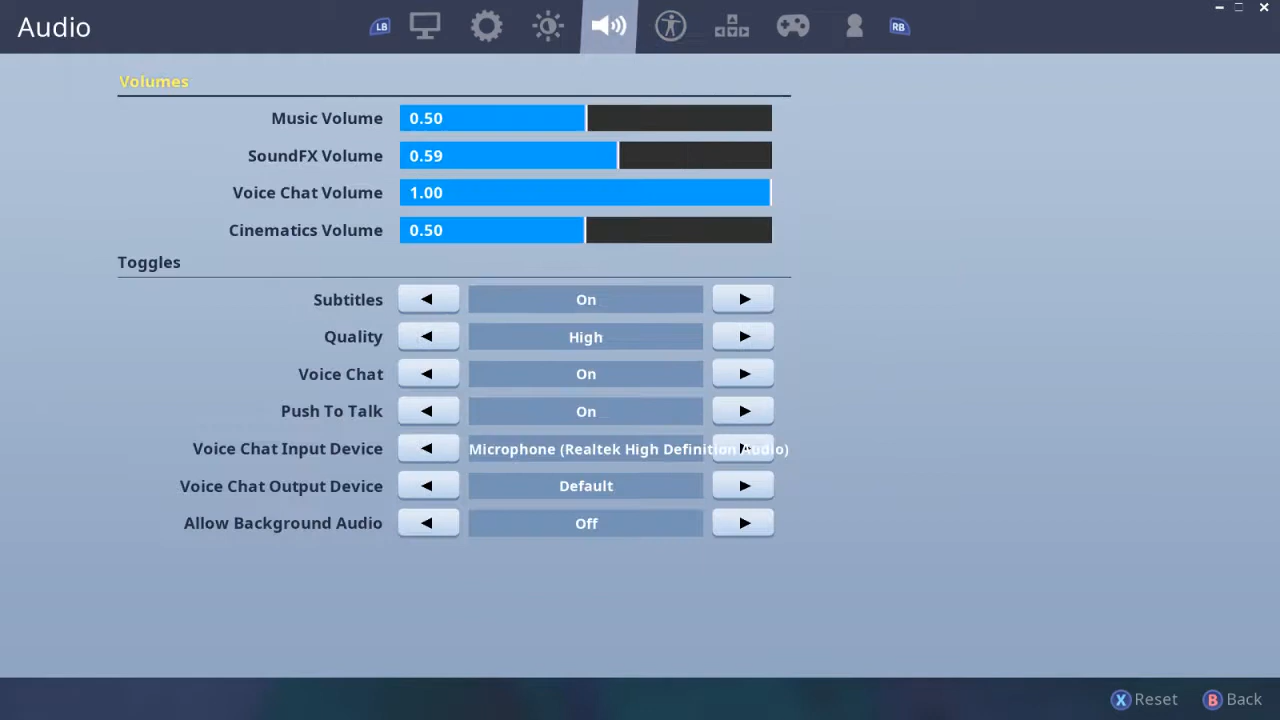 Audio
LB
RB
Volumes
Music Volume 0.50
SoundFX Volume 0.59
Voice Chat Volume 1.00
Cinematics Volume 0.50
Toggles
Subtitles On
Quality High
Voice Chat On
Push To Talk On
Voice Chat Input Device Microphone (Realtek High Definition Audio)
Voice Chat Output Device Default
Allow Background Audio Off
X Reset B Back